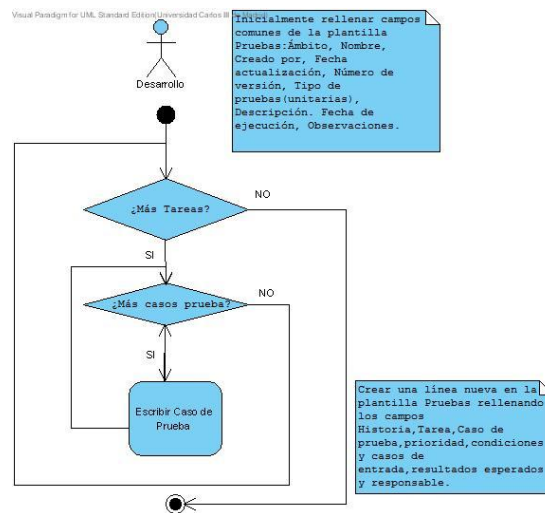 Visual Paradigm for UML Standard Edition(Universidad Carlos III de Madrid)
Inicialmente rellenar campos
comunes de la plantilla
Pruebas:Ámbito, Nombre,
Creado por, Fecha
actualización, Número de
versión, Tipo de
pruebas(unitarias),
Descripción. Fecha de
ejecución, Observaciones.
Desarrollo
¿Más Tareas?
NO
SI
¿Más casos prueba?
NO
SI
Escribir Caso de
Prueba
Crear una línea nueva en la
plantilla Pruebas rellenando
los campos
Historia,Tarea,Caso de
prueba,prioridad,condiciones
y casos de
entrada,resultados esperados
y responsable.